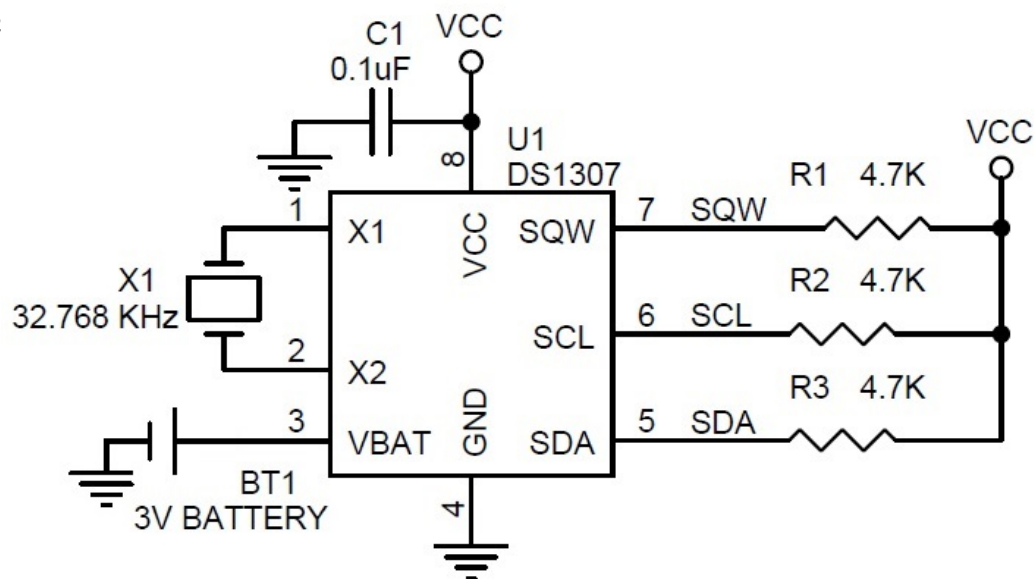 C1
0.1uF
VCC
U1
DS1307
8
VCC
R1 4.7K
1
X1
VCC
SQW
7
SQW
X1
32.768 KHz
R2 4.7K
SCL
6
SCL
2
X2
R3 4.7K
3
VBAT
GND
SDA
5
SDA
BT1
3V BATTERY
4